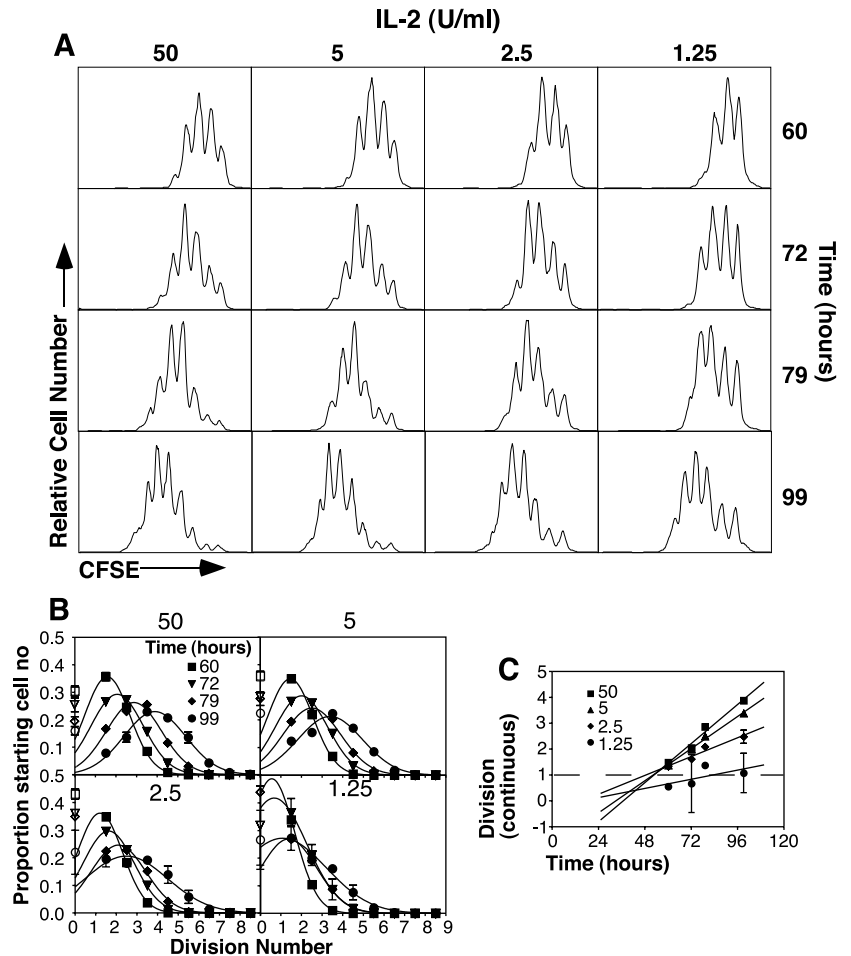 IL-2 (U/ml)
A
50 5 2.5 1.25
60
72
79
99
Time (hours)
Relative Cell Number
CFSE
B
50 5
Proportion starting cell no
0.5
0.4
0.3
0.2
0.1
0.5
0.4
0.3
0.2
0.1
0.0
Time (hours)
60
72
79
99
2.5 1.25
0 1 2 3 4 5 6 7 8 0 1 2 3 4 5 6 7 8 9
Division Number
C
Division
(continuous)
5
4
3
2
1
0
-1
50
5
2.5
1.25
0 24 48 72 96 120
Time (hours)